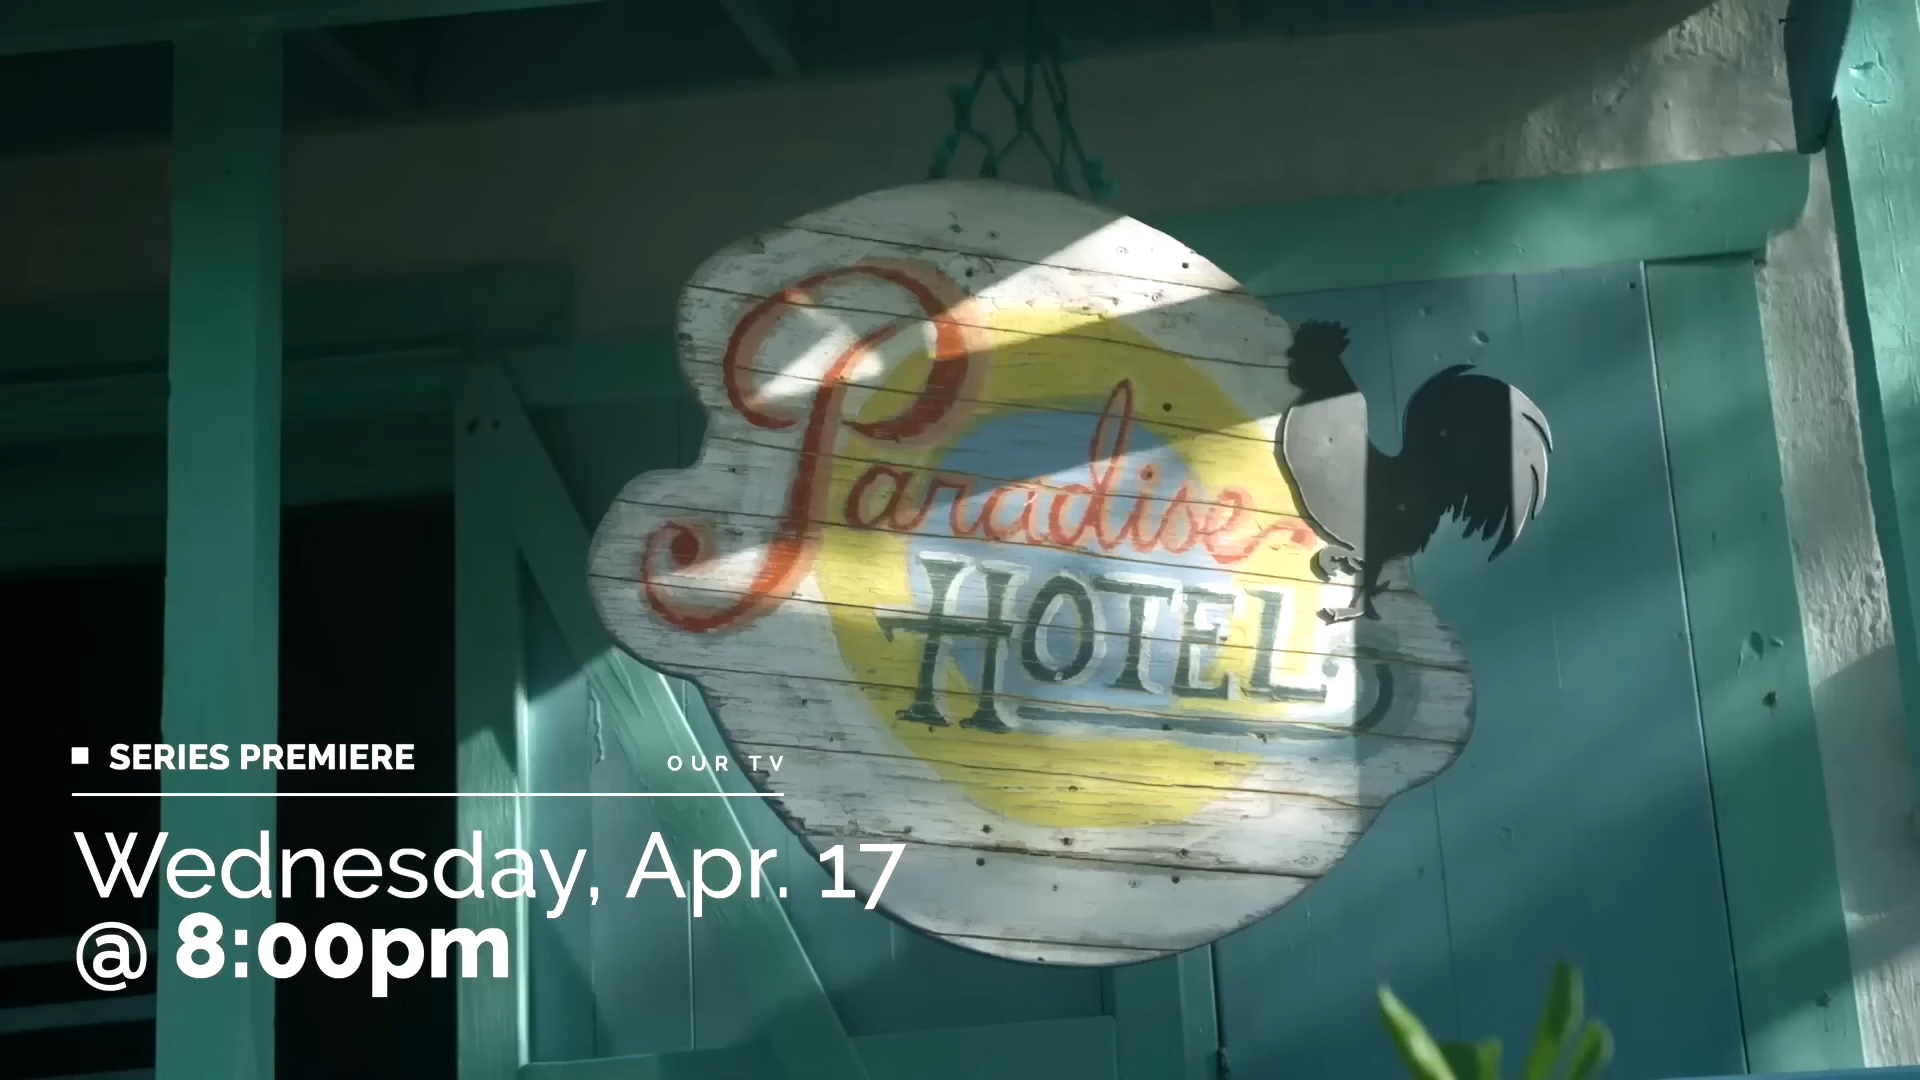 Paradise
HOTEL
SERIES PREMIERE
OUR TV
Wednesday, Apr. 17
@ 8:00pm